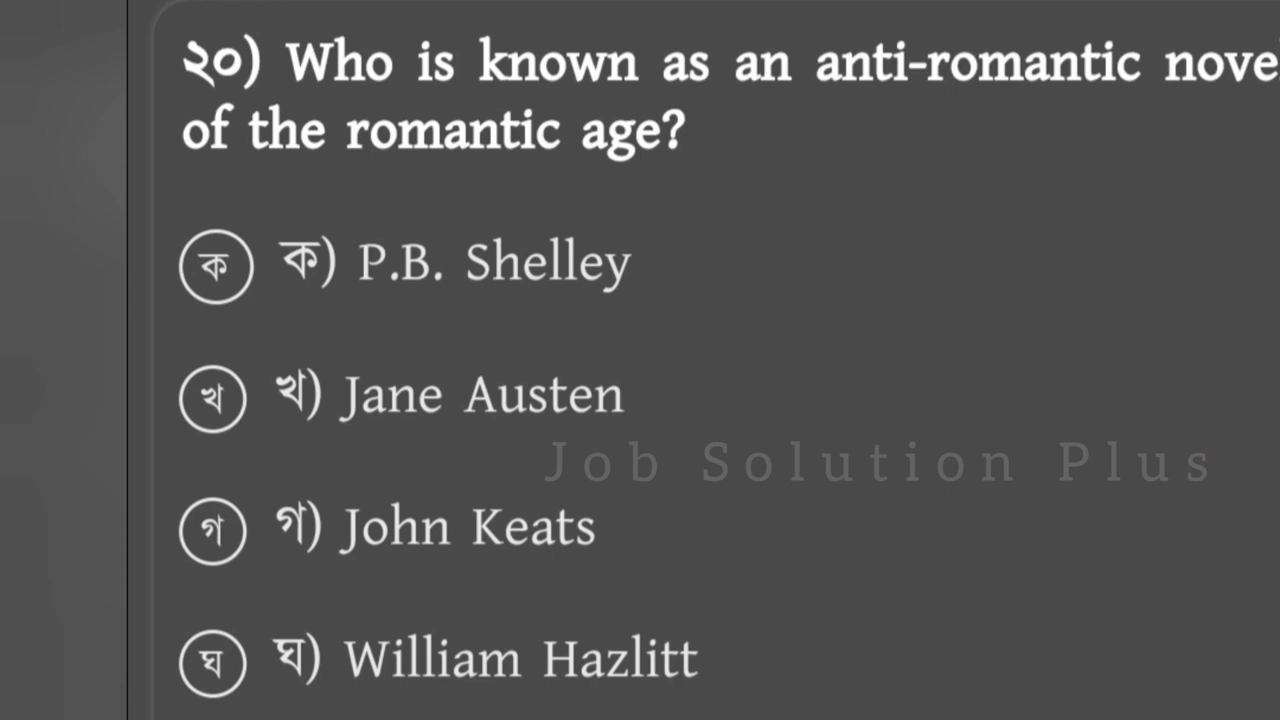 ২০) Who is known as an anti-romantic nove
of the romantic age?
ক ক) P.B. Shelley
খ খ) Jane Austen
Job Solution Plus
গ গ) John Keats
ঘ ঘ) William Hazlitt